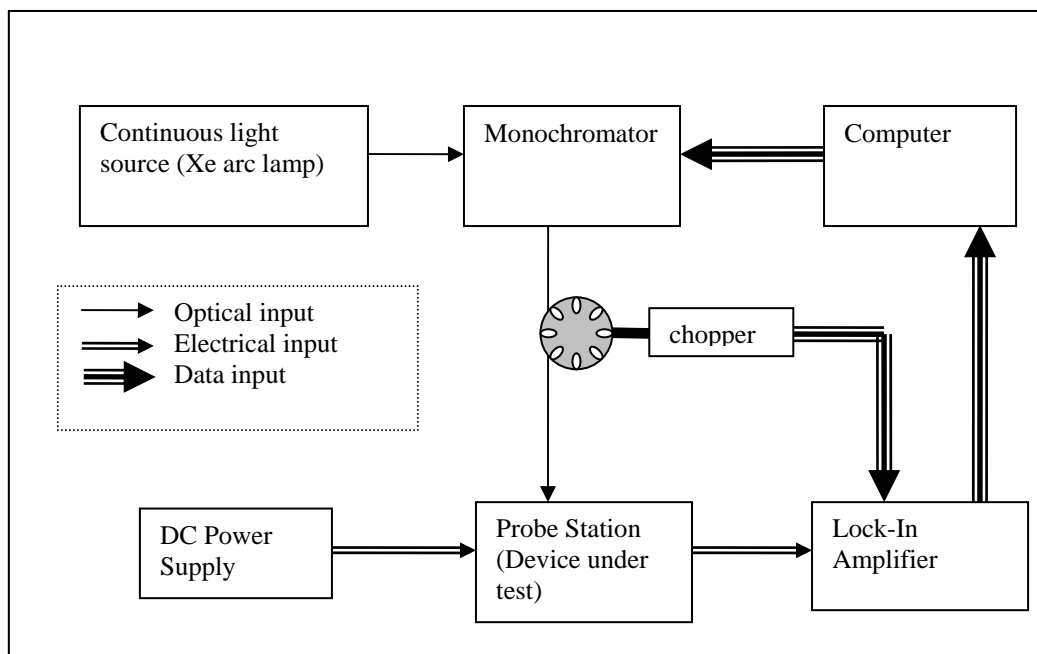 Continuous light
source (Xe arc lamp)
Monochromator
Computer
Optical input
Electrical input
Data input
chopper
DC Power
Supply
Probe Station
(Device under
test)
Lock-In
Amplifier